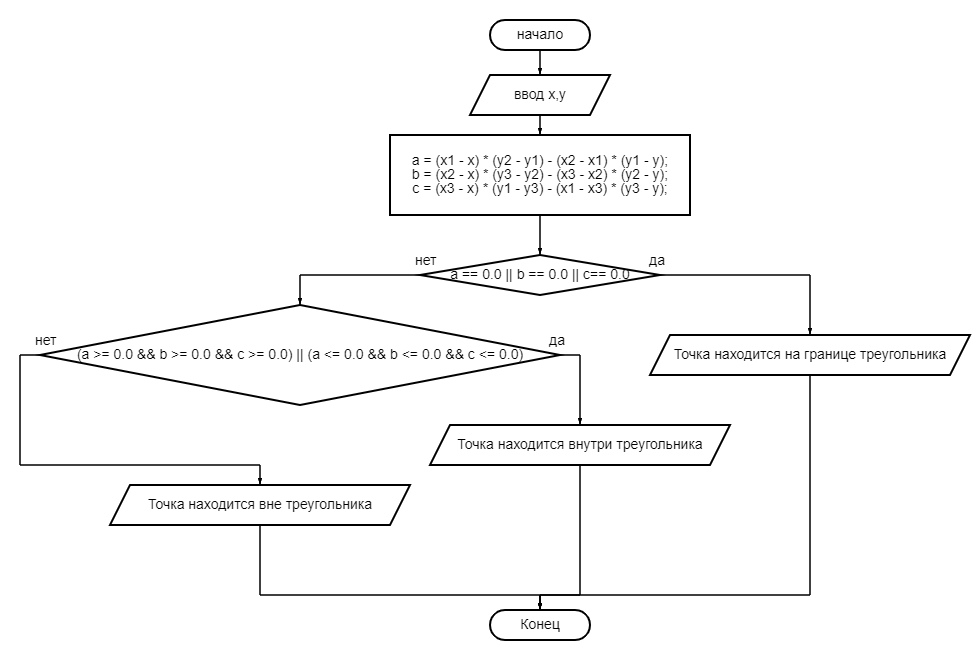 начало
ввод x,y
a = (x1 - x) * (y2 - y1) - (x2 - x1) * (y1 - y);
b = (x2 - x) * (y3 - y2) - (x3 - x2) * (y2 - y);
c = (x3 - x) * (y1 - y3) - (x1 - x3) * (y3 - y);
нет
да
a == 0.0 || b == 0.0 || c== 0.0
нет
да
(a >= 0.0 && b >= 0.0 && c >= 0.0) || (a <= 0.0 && b <= 0.0 && c <= 0.0)
Точка находится на границе треугольника
Точка находится внутри треугольника
Точка находится вне треугольника
Конец